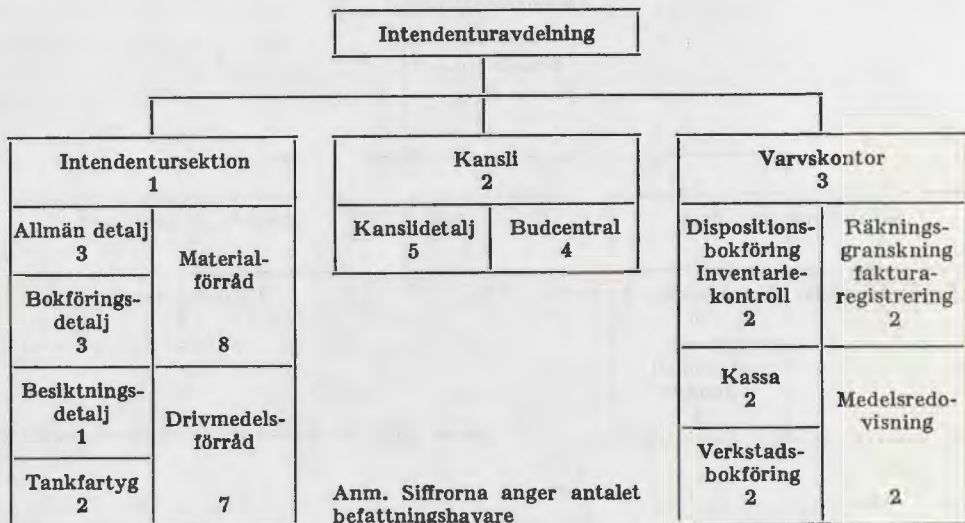 Intendenturavdelning
Intendentursektion
1
Allmän detalj
3
Bokförings-
detalj
3
Besiktnings-
detalj
1
Tankfartyg
2
Material-
förråd
8
Drivmedels-
förråd
7
Kansli
2
Kanslidetalj
5
Budcentral
4
Varvskontor
3
Dispositions-
bokföring
Inventarie-
kontroll
2
Kassa
2
Verkstads-
bokföring
2
Räknings-
granskning
faktura-
registrering
2
Medelsredo-
visning
2
Anm. Siffrorna anger antalet
befattningshavare